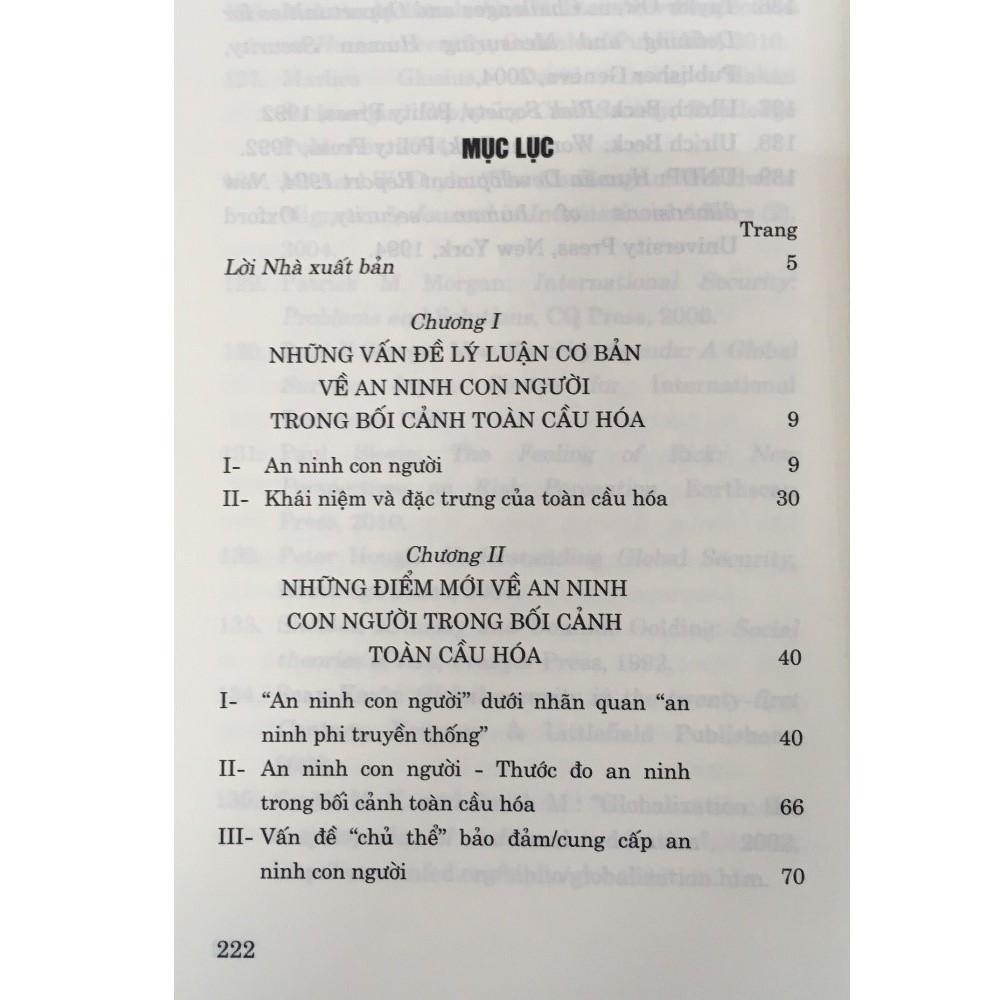 MỤC LỤC
Trang
Lời Nhà xuất bản 5
Chương I
NHỮNG VẤN ĐỀ LÝ LUẬN CƠ BẢN
VỀ AN NINH CON NGƯỜI
TRONG BỐI CẢNH TOÀN CẦU HÓA 9
I- An ninh con người 9
II- Khái niệm và đặc trưng của toàn cầu hóa 30
Chương II
NHỮNG ĐIỂM MỚI VỀ AN NINH
CON NGƯỜI TRONG BỐI CẢNH
TOÀN CẦU HÓA 40
I- “An ninh con người” dưới nhãn quan “an
ninh phi truyền thống” 40
II- An ninh con người - Thước đo an ninh
trong bối cảnh toàn cầu hóa 66
III- Vấn đề “chủ thể” bảo đảm/cung cấp an
ninh con người 70
222